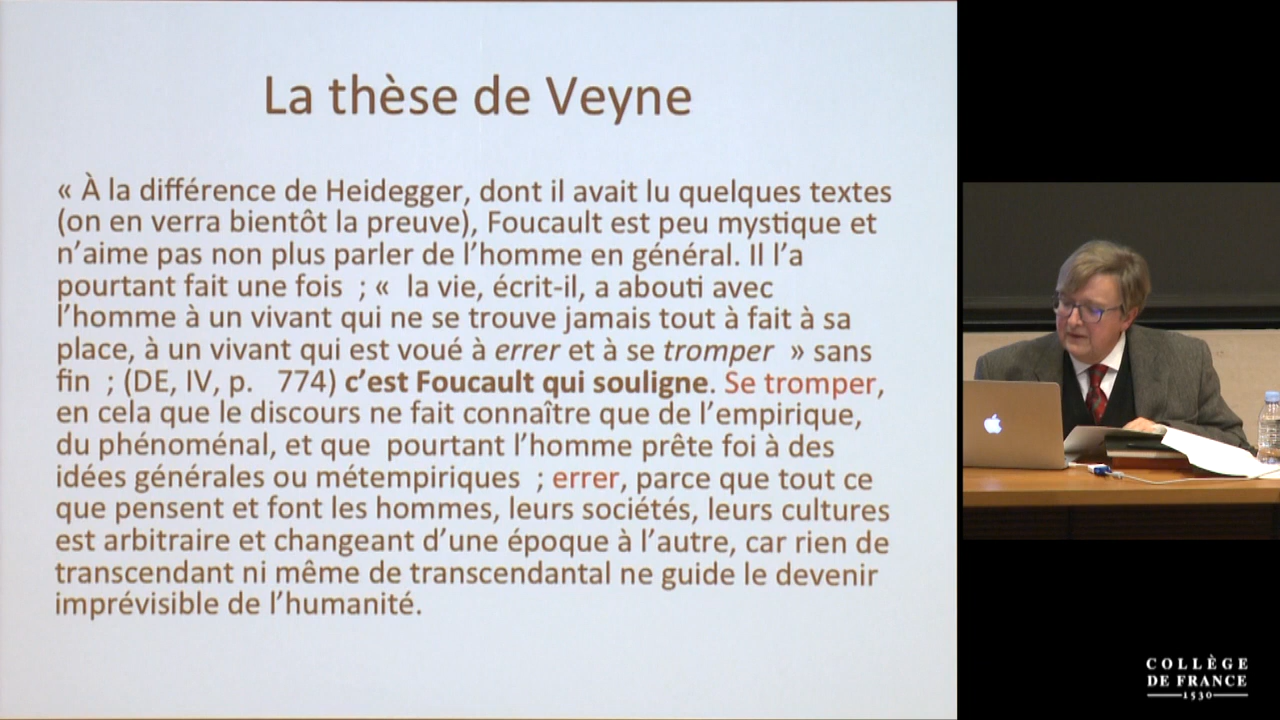 La thèse de Veyne
« À la différence de Heidegger, dont il avait lu quelques textes
(on en verra bientôt la preuve), Foucault est peu mystique et
n’aime pas non plus parler de l’homme en général. Il l’a
pourtant fait une fois ; « la vie, écrit-il, a abouti avec
l’homme à un vivant qui ne se trouve jamais tout à fait à sa
place, à un vivant qui est voué à errer et à se tromper » sans
fin ; (DE, IV, p. 774) c’est Foucault qui souligne. Se tromper,
en cela que le discours ne fait connaître que de l’empirique,
du phénoménal, et que pourtant l’homme prête foi à des
idées générales ou métempiriques ; errer, parce que tout ce
que pensent et font les hommes, leurs sociétés, leurs cultures
est arbitraire et changeant d’une époque à l’autre, car rien de
transcendant ni même de transcendantal ne guide le devenir
imprévisible de l’humanité.
COLLÈGE
DE FRANCE
1530